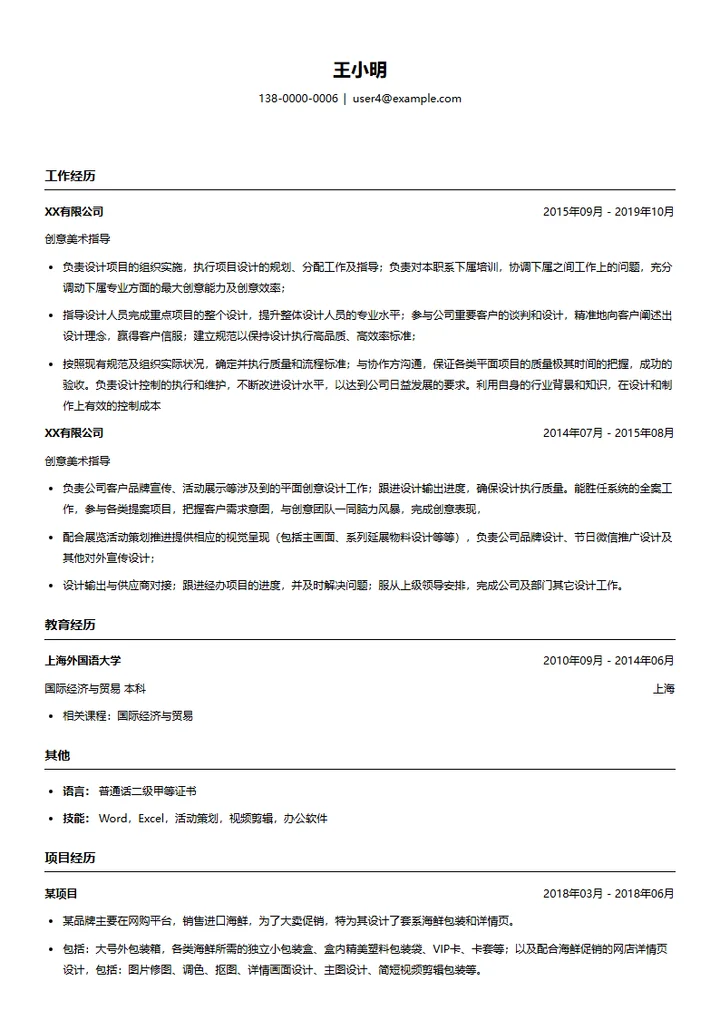 王小明
138-0000-0006 | user4@example.com
工作经历
XX有限公司 2015年09月 - 2019年10月
创意美术指导
• 负责设计项目的组织实施，执行项目设计的规划、分配工作及指导；负责对本职系下属培训，协调下属之间工作上的问题，充分
调动下属专业方面的最大创意能力及创意效率；
• 指导设计人员完成重点项目的整个设计，提升整体设计人员的专业水平；参与公司重要客户的谈判和设计，精准地向客户阐述出
设计理念，赢得客户信服；建立规范以保持设计执行高品质、高效率标准；
• 按照现有规范及组织实际状况，确定并执行质量和流程标准；与协作方沟通，保证各类平面项目的质量极其时间的把握，成功的
验收。负责设计控制的执行和维护，不断改进设计水平，以达到公司日益发展的要求。利用自身的行业背景和知识，在设计和制
作上有效的控制成本
XX有限公司 2014年07月 - 2015年08月
创意美术指导
• 负责公司客户品牌宣传、活动展示等涉及到的平面创意设计工作；跟进设计输出进度，确保设计执行质量。能胜任系统的全案工
作，参与各类提案项目，把握客户需求意图，与创意团队一同脑力风暴，完成创意表现，
• 配合展览活动策划推进提供相应的视觉呈现（包括主画面、系列延展物料设计等等），负责公司品牌设计、节日微信推广设计及
其他对外宣传设计；
• 设计输出与供应商对接；跟进经办项目的进度，并及时解决问题；服从上级领导安排，完成公司及部门其它设计工作。
教育经历
上海外国语大学 2010年09月 - 2014年06月
国际经济与贸易 本科 上海
• 相关课程：国际经济与贸易
其他
• 语言： 普通话二级甲等证书
• 技能： Word，Excel，活动策划，视频剪辑，办公软件
项目经历
某项目 2018年03月 - 2018年06月
• 某品牌主要在网购平台，销售进口海鲜，为了大卖促销，特为其设计了套系海鲜包装和详情页。
• 包括：大号外包装箱，各类海鲜所需的独立小包装盒、盒内精美塑料包装袋、VIP卡、卡套等；以及配合海鲜促销的网店详情页
设计，包括：图片修图、调色、抠图、详情画面设计、主图设计、简短视频剪辑包装等。